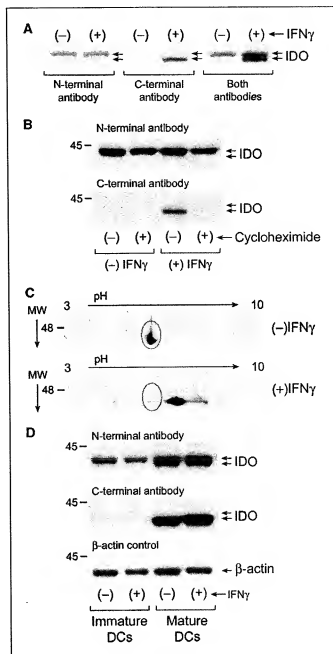 A
(−) (+) (−) (+) (−) (+) ← IFNγ
IDO
N-terminal antibody
C-terminal antibody
Both antibodies
B
N-terminal antibody
45
IDO
C-terminal antibody
45
IDO
(−) (+) (−) (+) ← Cycloheximide
(−) IFNγ (+) IFNγ
C
3 pH 10
MW
48
(−)IFNγ
3 pH 10
MW
48
(+)IFNγ
D
N-terminal antibody
45
IDO
C-terminal antibody
45
IDO
β-actin control
45
β-actin
(−) (+) (−) (+) ← IFNγ
Immature DCs
Mature DCs